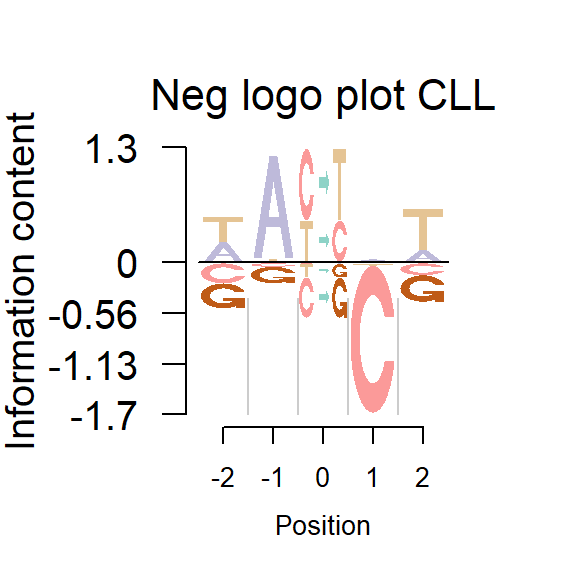 Neg logo plot CLL
Information content
1.3
0
-0.56
-1.13
-1.7
T A C T T
A T C A
C G T G C
G C G C G
-2 -1 0 1 2
Position